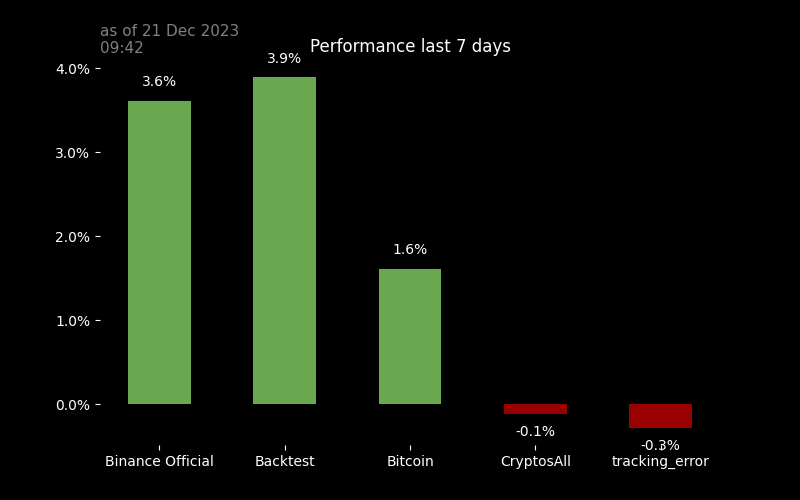 as of 21 Dec 2023
09:42
Performance last 7 days
4.0%
3.0%
2.0%
1.0%
0.0%
3.6%
3.9%
1.6%
-0.1%
-0.3%
Binance Official
Backtest
Bitcoin
CryptosAll
tracking_error